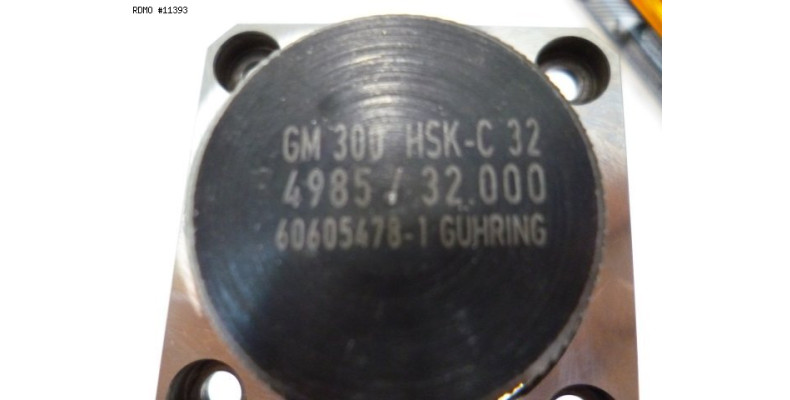 RDMO #11393
GM 300 HSK-C 32
4985 / 32.000
60605478-1 GÜHRING